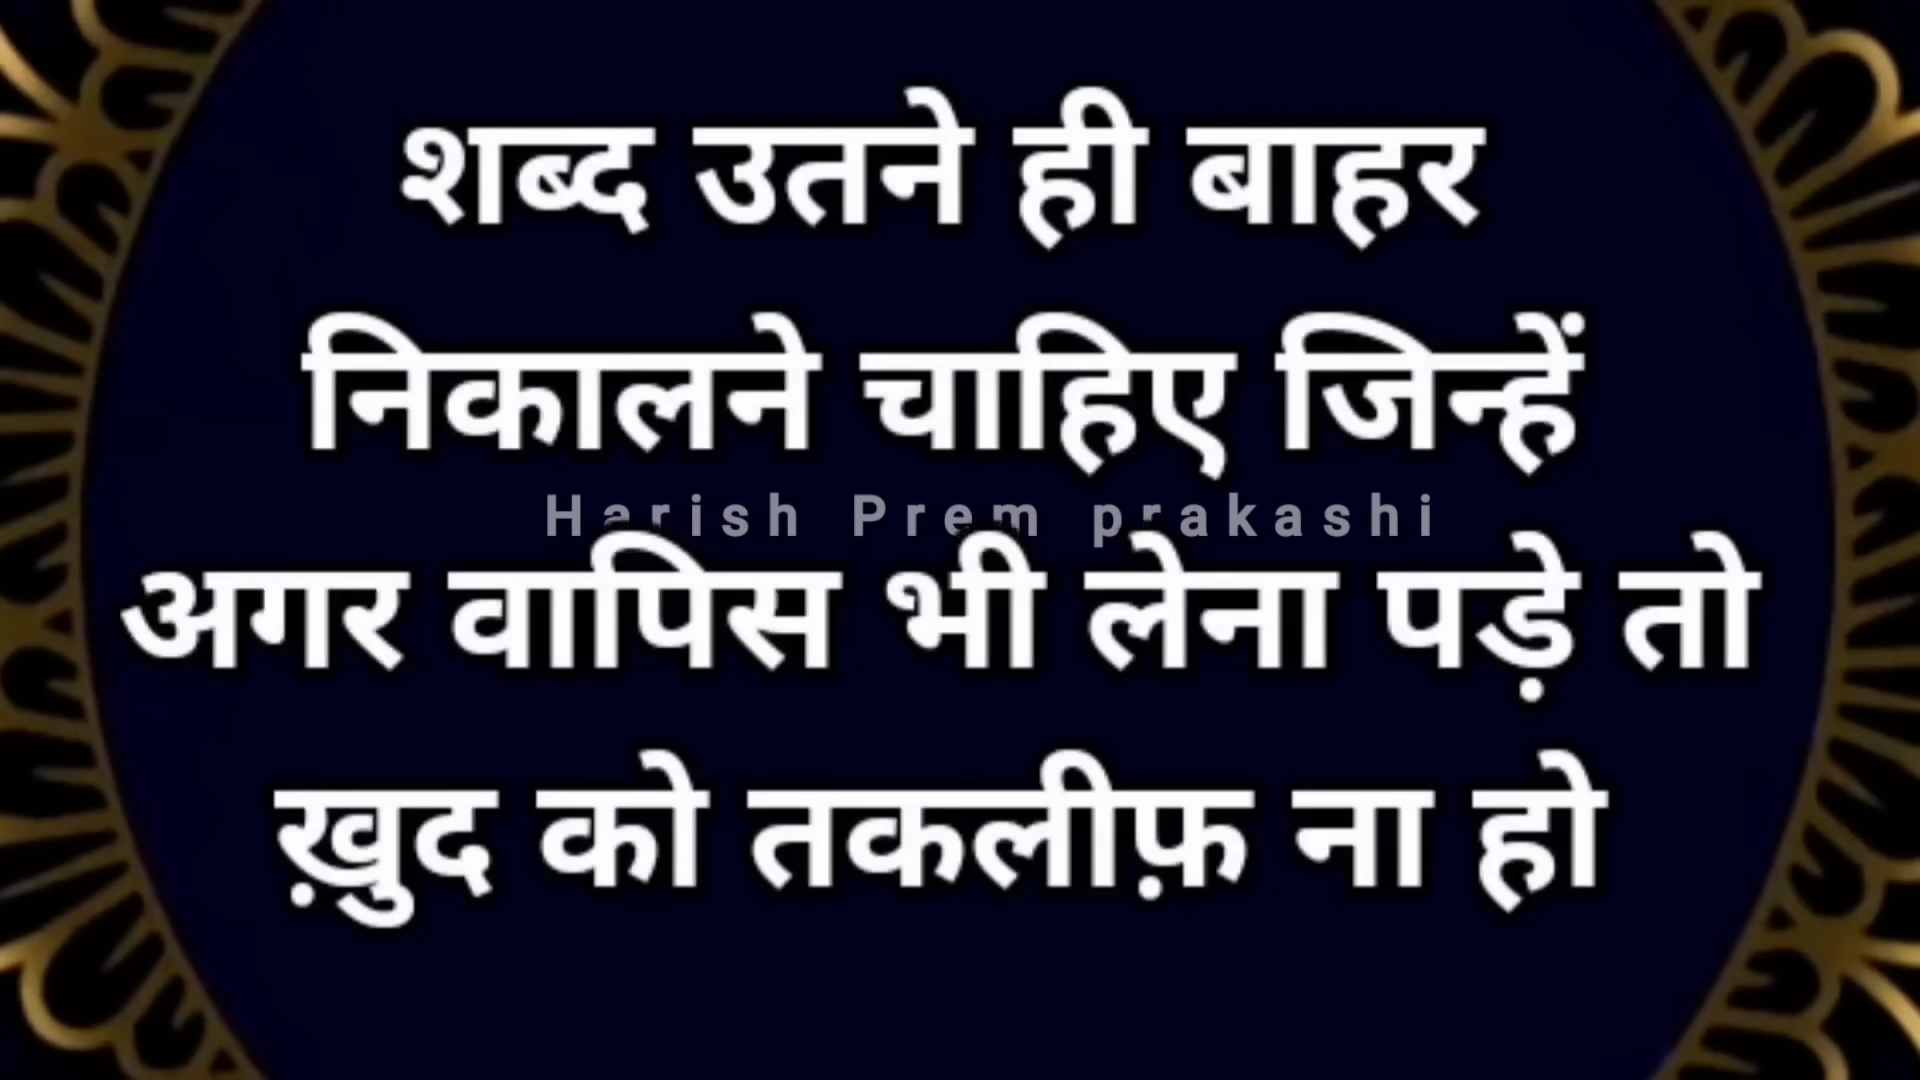 शब्द उतने ही बाहर
निकालने चाहिए जिन्हें
Harish Prem prakashi
अगर वापिस भी लेना पड़े तो
ख़ुद को तकलीफ़ ना हो